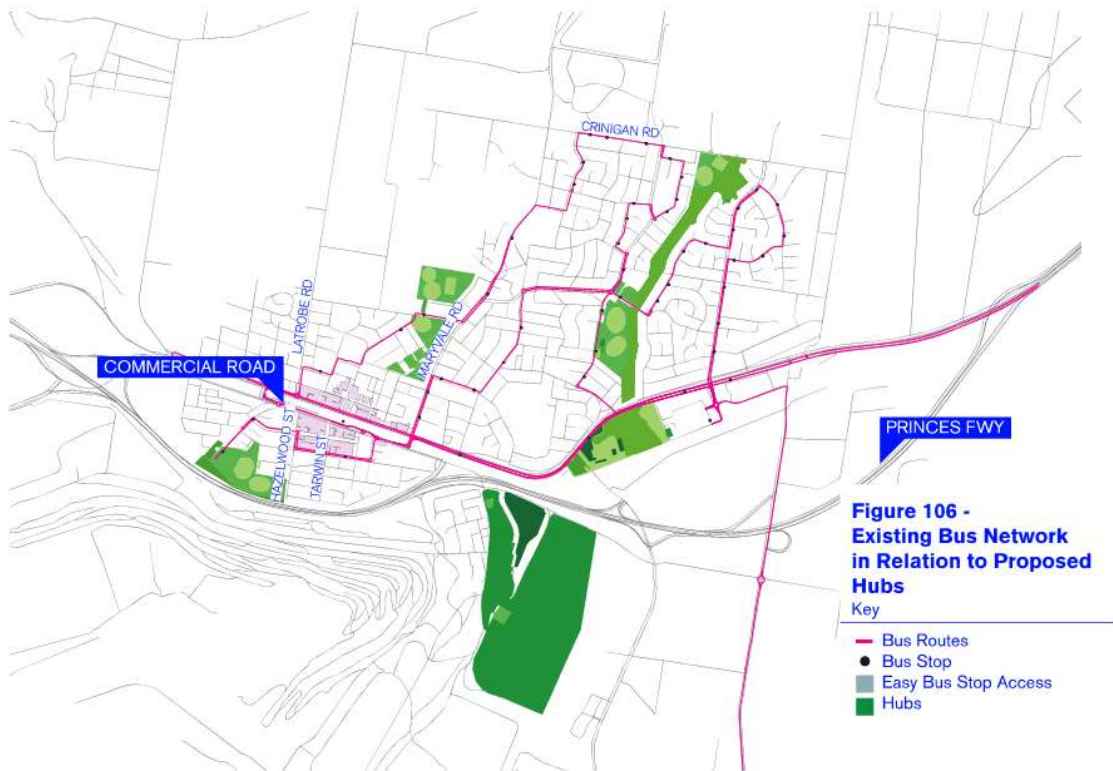 CRINIGAN RD
LATROBE RD
MARYVALE RD
COMMERCIAL ROAD
HAZELWOOD ST
TARWIN ST
PRINCES FWY
Figure 106 -
Existing Bus Network
in Relation to Proposed
Hubs
Key
Bus Routes
Bus Stop
Easy Bus Stop Access
Hubs